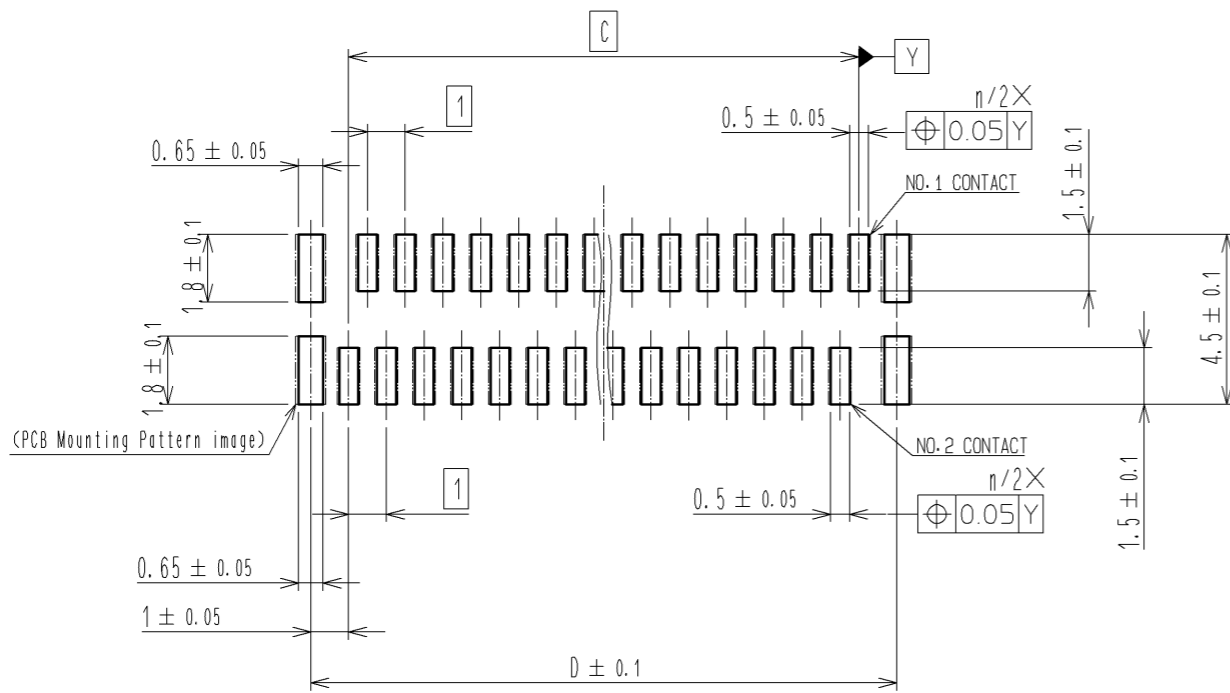 C
Y
1
n/2X
0.5 ± 0.05
⌖ 0.05 Y
0.65 ± 0.05
NO.1 CONTACT
1.5 ± 0.1
1.8 ± 0.1
4.5 ± 0.1
1.8 ± 0.1
(PCB Mounting Pattern image)
NO.2 CONTACT
1.5 ± 0.1
1
n/2X
0.5 ± 0.05
⌖ 0.05 Y
0.65 ± 0.05
1 ± 0.05
D ± 0.1